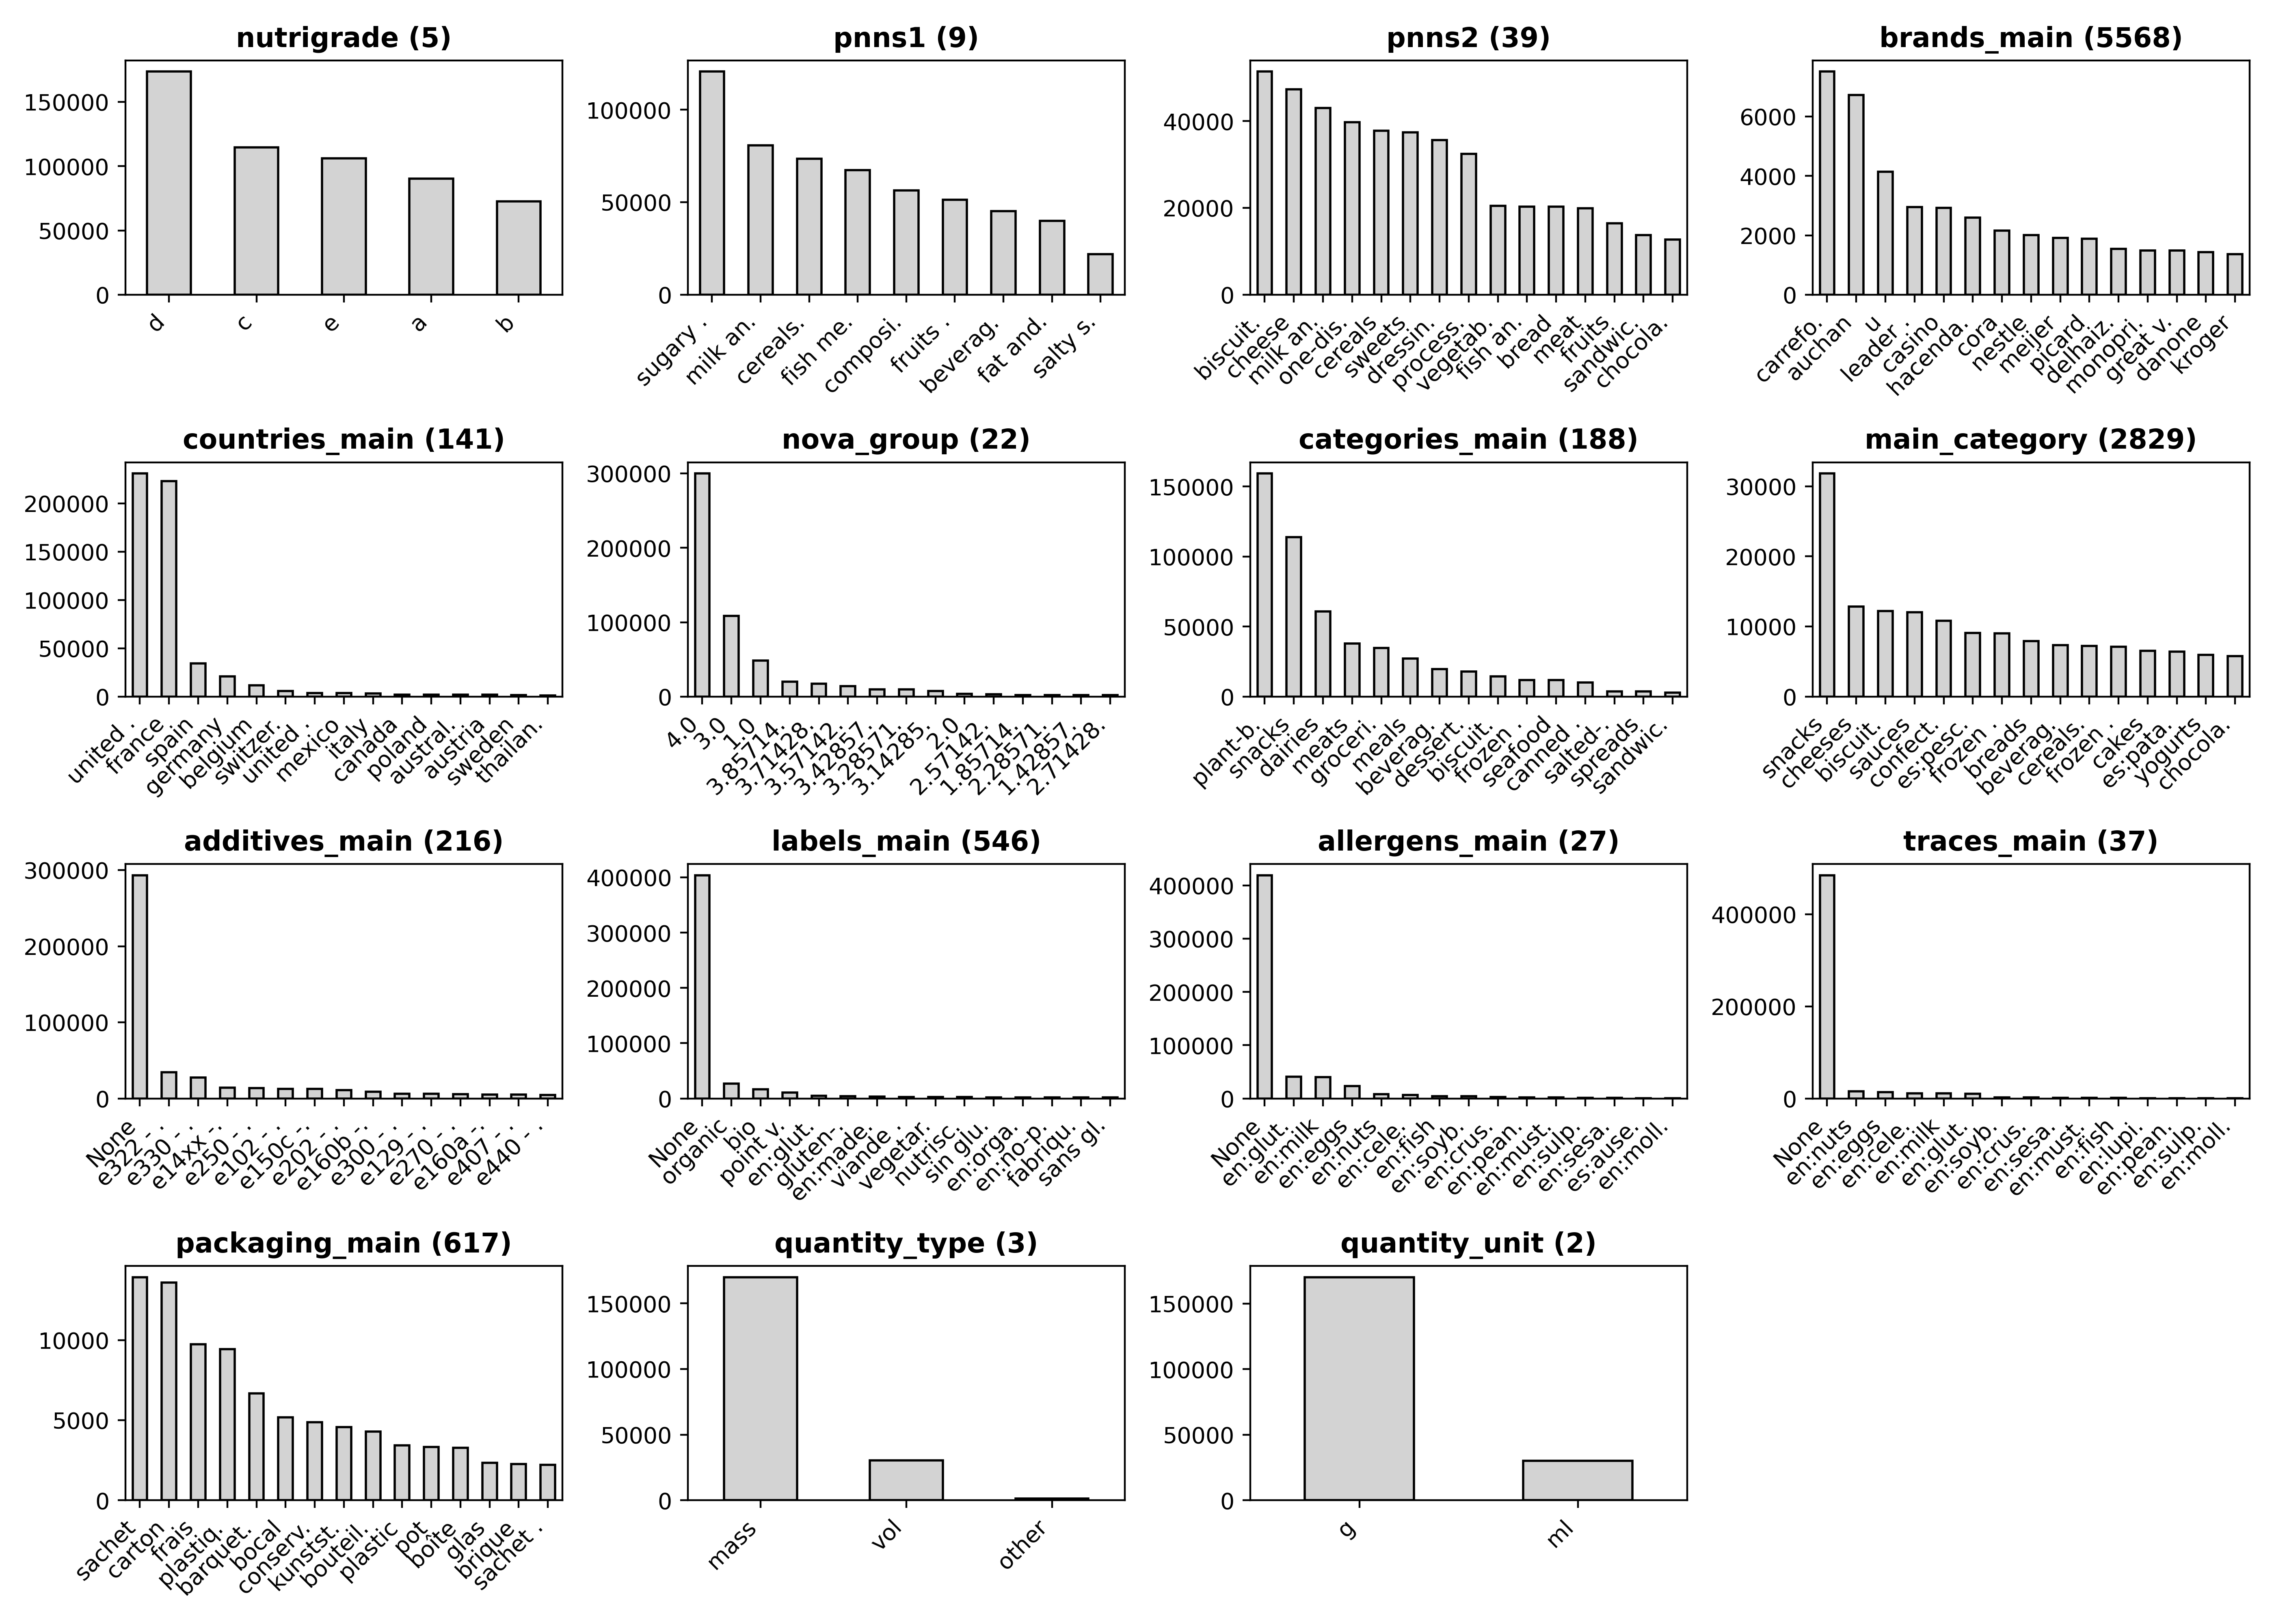 nutrigrade (5)
150000
100000
50000
0
d
c
e
a
b
pnns1 (9)
100000
50000
0
sugary .
milk an.
cereals.
fish me.
composi.
fruits .
beverag.
fat and.
salty s.
pnns2 (39)
40000
20000
0
biscuit.
cheese
milk an.
one-dis.
cereals
sweets
dressin.
process.
vegetab.
fish an.
bread
meat
fruits
sandwic.
chocola.
brands_main (5568)
6000
4000
2000
0
carrefo.
auchan
u
leader .
casino
hacenda.
cora
nestle
meijer
picard
delhaiz.
monopri.
great v.
danone
kroger
countries_main (141)
200000
150000
100000
50000
0
united .
france
spain
germany
belgium
switzer.
united .
mexico
italy
canada
poland
austral.
austria
sweden
thailan.
nova_group (22)
300000
200000
100000
0
4.0
3.0
1.0
3.85714.
3.71428.
3.57142.
3.42857.
3.28571.
3.14285.
2.0
2.57142.
1.85714.
2.28571.
1.42857.
2.71428.
categories_main (188)
150000
100000
50000
0
plant-b.
snacks
dairies
meats
groceri.
meals
beverag.
dessert.
biscuit.
frozen .
seafood
canned .
salted-.
spreads
sandwic.
main_category (2829)
30000
20000
10000
0
snacks
cheeses
biscuit.
sauces
confect.
es:pesc.
frozen .
breads
beverag.
cereals.
frozen .
cakes
es:pata.
yogurts
chocola.
additives_main (216)
300000
200000
100000
0
None
e322 - .
e330 - .
e14xx -.
e250 - .
e102 - .
e150c -.
e202 - .
e160b -.
e300 - .
e129 - .
e270 - .
e160a -.
e407 - .
e440 - .
labels_main (546)
400000
300000
200000
100000
0
None
organic
bio
point v.
en:glut.
gluten-.
en:made.
viande .
vegetar.
nutrisc.
sin glu.
en:orga.
en:no-p.
fabriqu.
sans gl.
allergens_main (27)
400000
300000
200000
100000
0
None
en:glut.
en:milk
en:eggs
en:nuts
en:cele.
en:fish
en:soyb.
en:crus.
en:pean.
en:must.
en:sulp.
en:sesa.
es:ause.
en:moll.
traces_main (37)
400000
200000
0
None
en:nuts
en:eggs
en:cele.
en:milk
en:glut.
en:soyb.
en:crus.
en:sesa.
en:must.
en:fish
en:lupi.
en:pean.
en:sulp.
en:moll.
packaging_main (617)
10000
5000
0
sachet
carton
frais
plastiq.
barquet.
bocal
conserv.
kunstst.
bouteil.
plastic
pot
boîte
glas
brique
sachet .
quantity_type (3)
150000
100000
50000
0
mass
vol
other
quantity_unit (2)
150000
100000
50000
0
g
ml